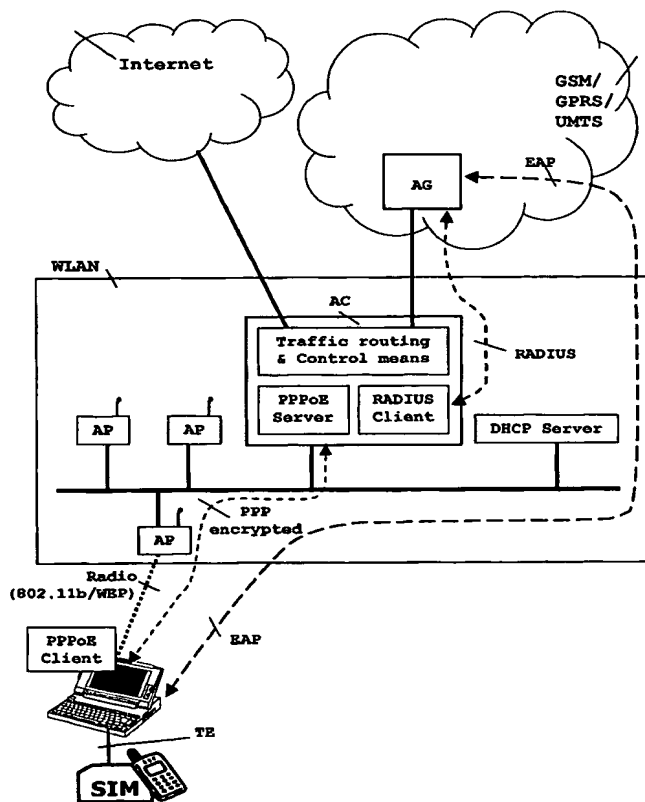 Internet
GSM/
GPRS/
UMTS
AG
EAP
WLAN
AC
Traffic routing
& Control means
RADIUS
PPPoE
Server
RADIUS
Client
AP
AP
DHCP Server
PPP
encrypted
AP
Radio
(802.11b/WEP)
PPPoE
Client
EAP
TE
SIM